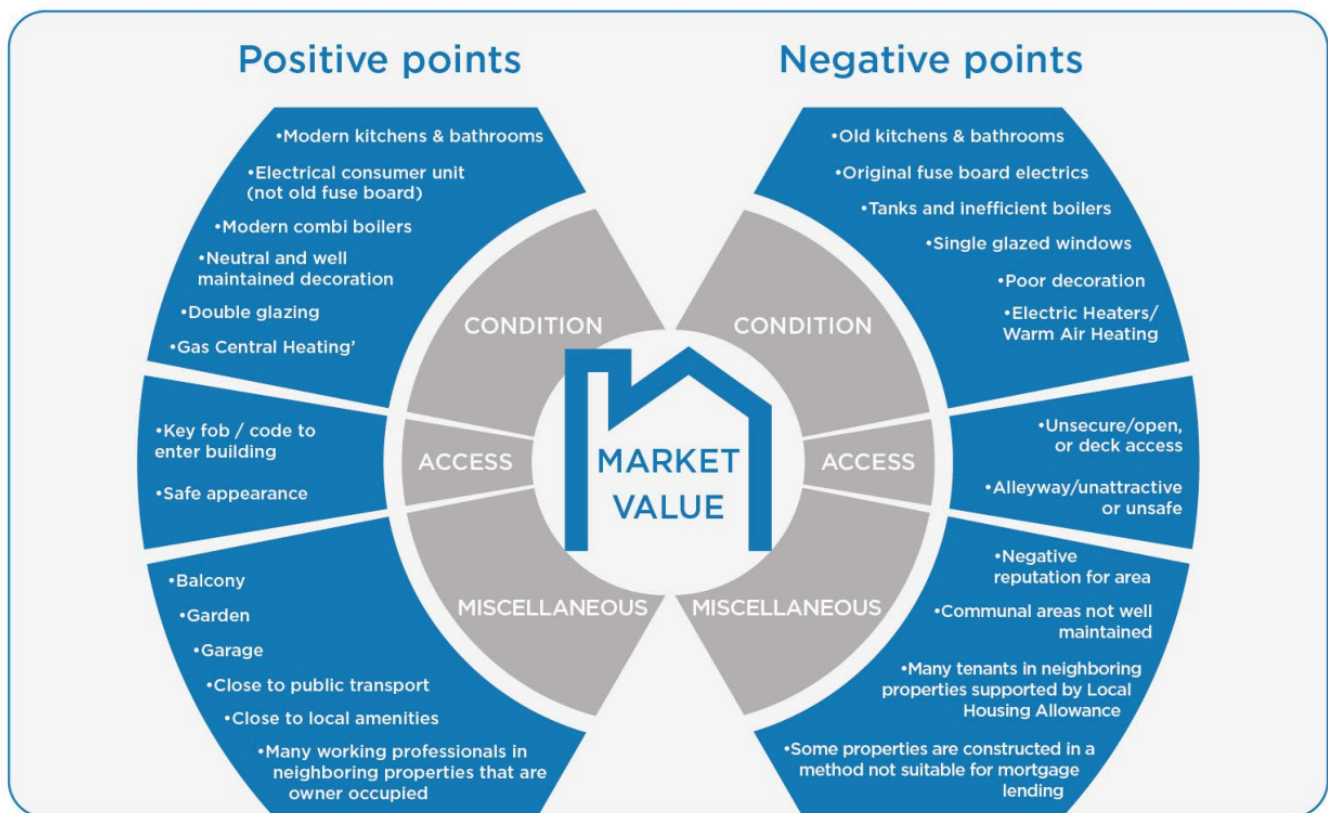 Positive points
•Modern kitchens & bathrooms
•Electrical consumer unit
(not old fuse board)
•Modern combi boilers
•Neutral and well
maintained decoration
•Double glazing
•Gas Central Heating’
CONDITION
•Key fob / code to
enter building
•Safe appearance
ACCESS
•Balcony
•Garden
•Garage
•Close to public transport
•Close to local amenities
•Many working professionals in
neighboring properties that are
owner occupied
MISCELLANEOUS
MARKET
VALUE
Negative points
•Old kitchens & bathrooms
•Original fuse board electrics
•Tanks and inefficient boilers
•Single glazed windows
•Poor decoration
•Electric Heaters/
Warm Air Heating
CONDITION
•Unsecure/open,
or deck access
•Alleyway/unattractive
or unsafe
ACCESS
•Negative
reputation for area
•Communal areas not well
maintained
•Many tenants in neighboring
properties supported by Local
Housing Allowance
•Some properties are constructed in a
method not suitable for mortgage
lending
MISCELLANEOUS